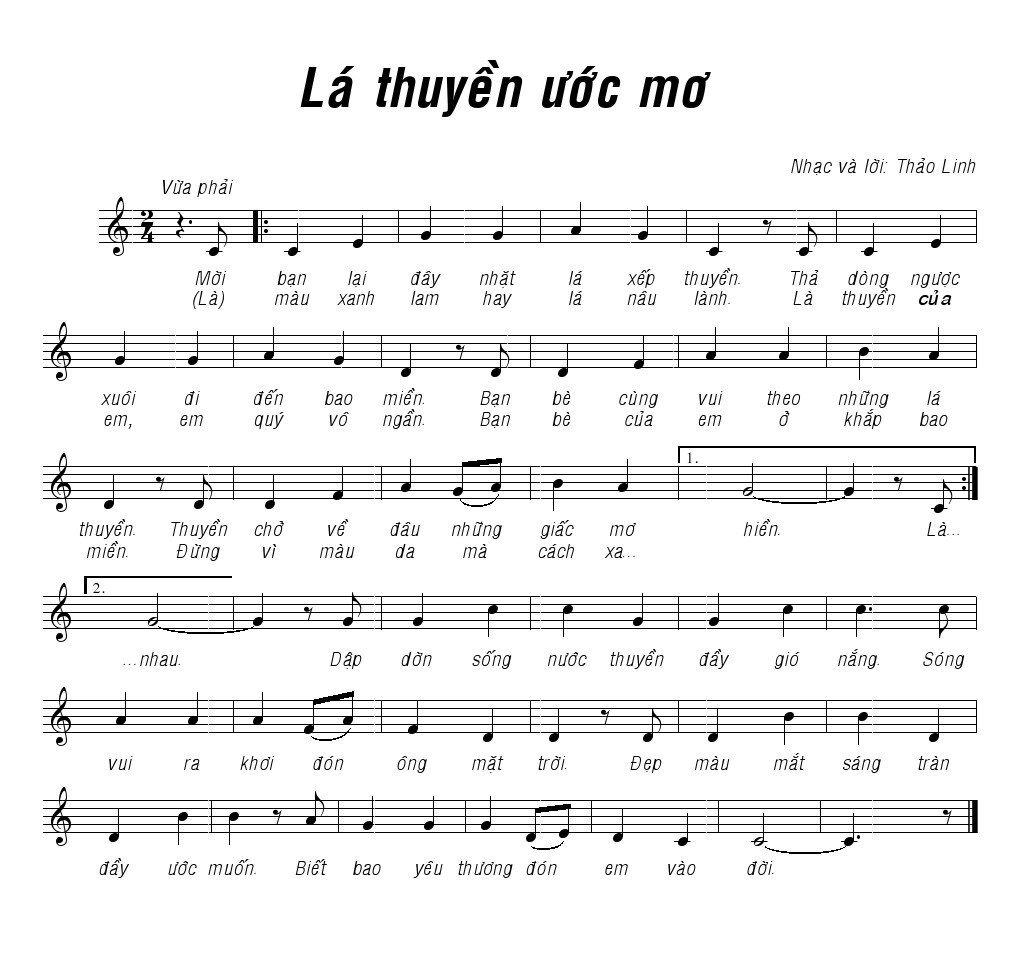 Lá thuyền ước mơ
Nhạc và lời: Thảo Linh
Vừa phải
2
4
Mời bạn lại đây nhặt lá xếp thuyền. Thả dòng ngược
(Là) màu xanh lam hay lá nâu lành. Là thuyền của
xuôi đi đến bao miền. Bạn bè cùng vui theo những lá
em, em quý vô ngần. Bạn bè của em ở khắp bao
1.
thuyền. Thuyền chở về đâu những giấc mơ hiền. Là...
miền. Đừng vì màu da mà cách xa...
2.
...nhau. Dập dờn sống nước thuyền đầy gió nắng. Sóng
vui ra khơi đón ông mặt trời. Đẹp màu mắt sáng tràn
đầy ước muốn. Biết bao yêu thương đón em vào đời.